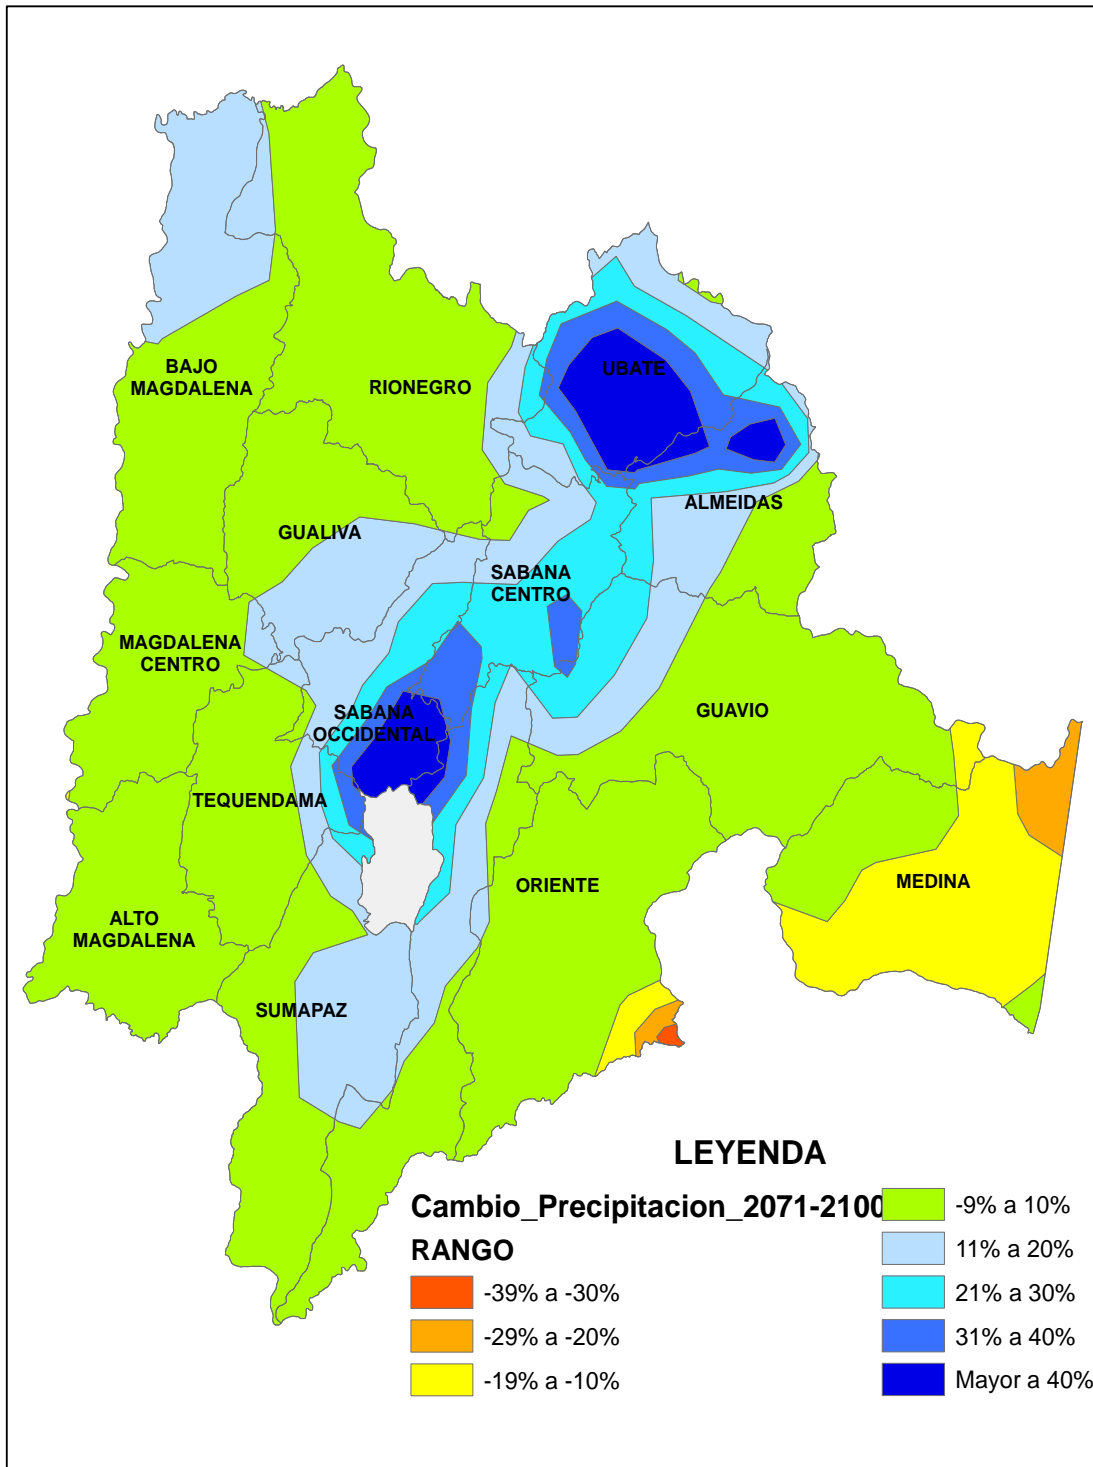 BAJO
MAGDALENA
RIONEGRO
UBATE
ALMEIDAS
GUALIVA
SABANA
CENTRO
MAGDALENA
CENTRO
SABANA
OCCIDENTAL
GUAVIO
TEQUENDAMA
ORIENTE
MEDINA
ALTO
MAGDALENA
SUMAPAZ
LEYENDA
Cambio_Precipitacion_2071-2100
RANGO
-39% a -30%
-29% a -20%
-19% a -10%
-9% a 10%
11% a 20%
21% a 30%
31% a 40%
Mayor a 40%